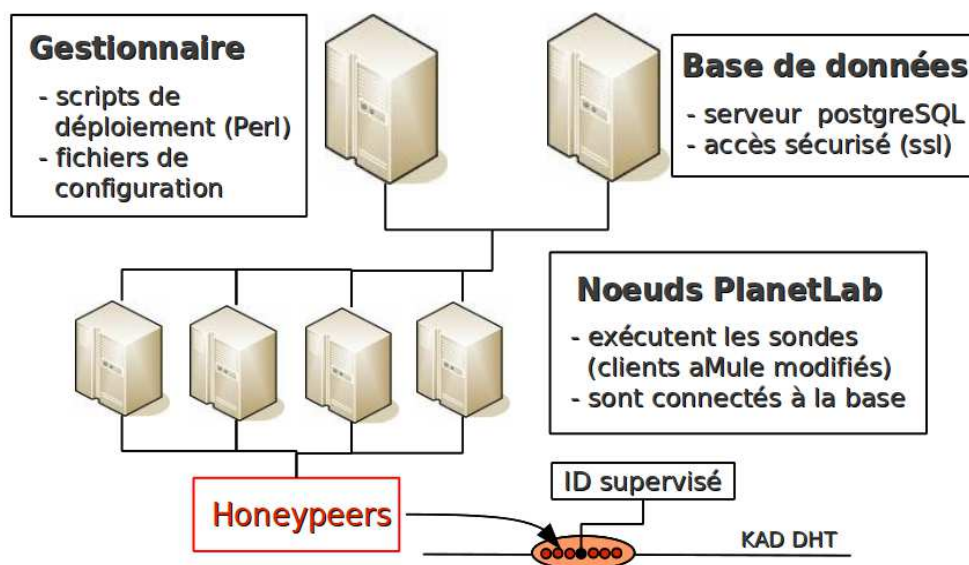 Gestionnaire
- scripts de
déploiement (Perl)
- fichiers de
configuration
Base de données
- serveur postgreSQL
- accès sécurisé (ssl)
Noeuds PlanetLab
- exécutent les sondes
(clients aMule modifiés)
- sont connectés à la base
ID supervisé
Honeypeers
KAD DHT